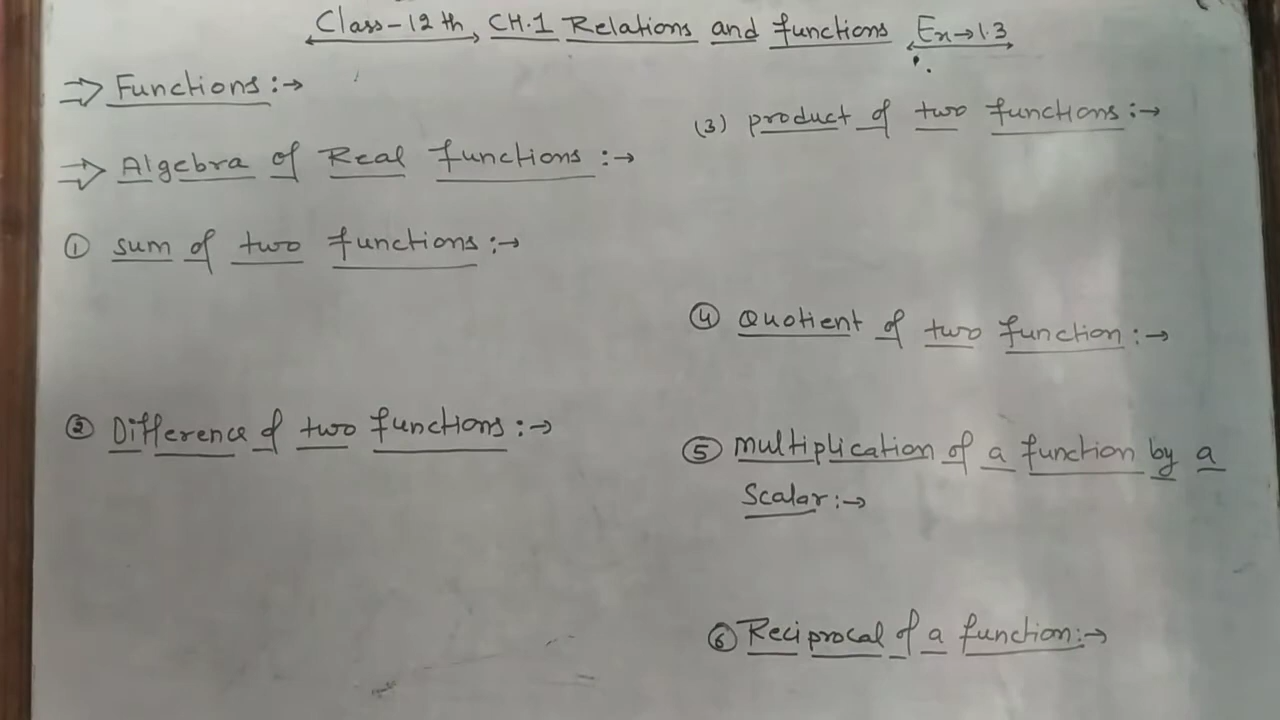 Class-12th, CH.1 Relations and functions Ex→1.3
⇒ Functions:→
⇒ Algebra of Real functions:→
① sum of two functions:→
② Difference of two functions:→
(3) product of two functions:→
④ Quotient of two function:→
⑤ multiplication of a function by a
Scalar:→
⑥ Reciprocal of a function:→